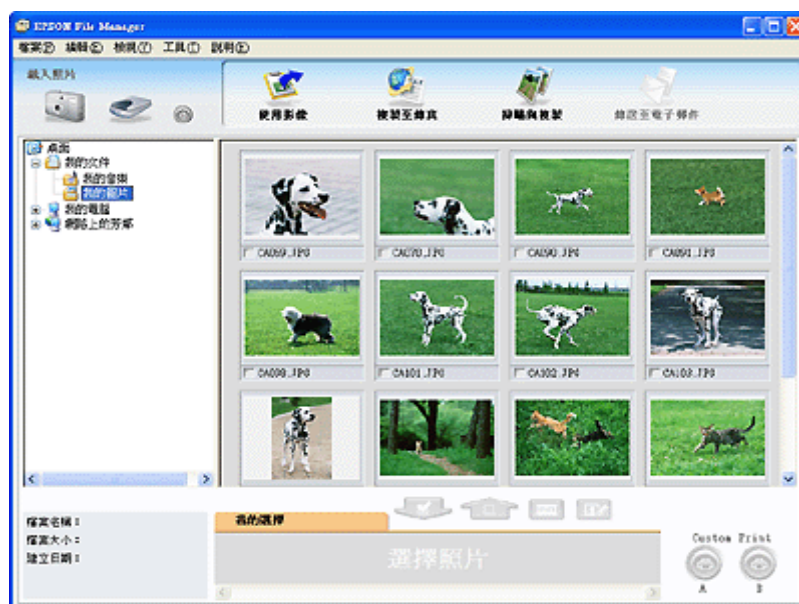 EPSON File Manager
檔案(F) 編輯(E) 檢視(V) 工具(T) 說明(H)
載入照片
使用影像
複製至傳真
掃瞄與複製
傳送至電子郵件
桌面
我的文件
我的音樂
我的圖片
我的電腦
網路上的芳鄰
CA069.JPG CA070.JPG CA090.JPG CA091.JPG
CA098.JPG CA101.JPG CA102.JPG CA103.JPG
檔案名稱：
檔案大小：
建立日期：
我的選擇
選擇照片
Custom Print
A B